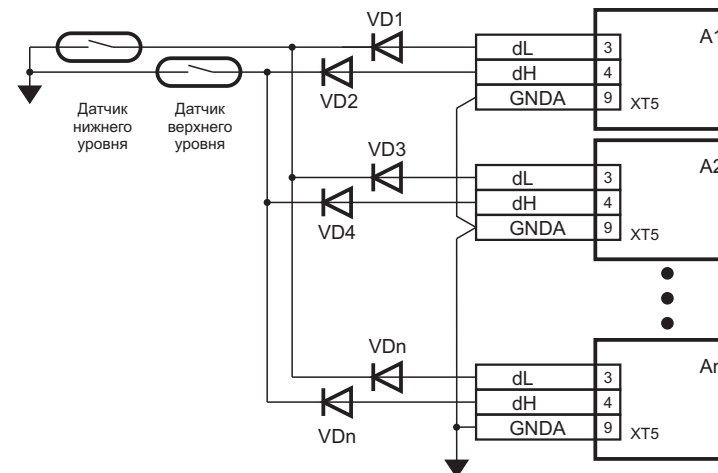 VD1
dL 3
A1
dH 4
VD2
GNDA 9 XT5
Датчик
нижнего
уровня
Датчик
верхнего
уровня
VD3
A2
dL 3
dH 4
VD4
GNDA 9 XT5
VDn
An
dL 3
dH 4
VDn
GNDA 9 XT5